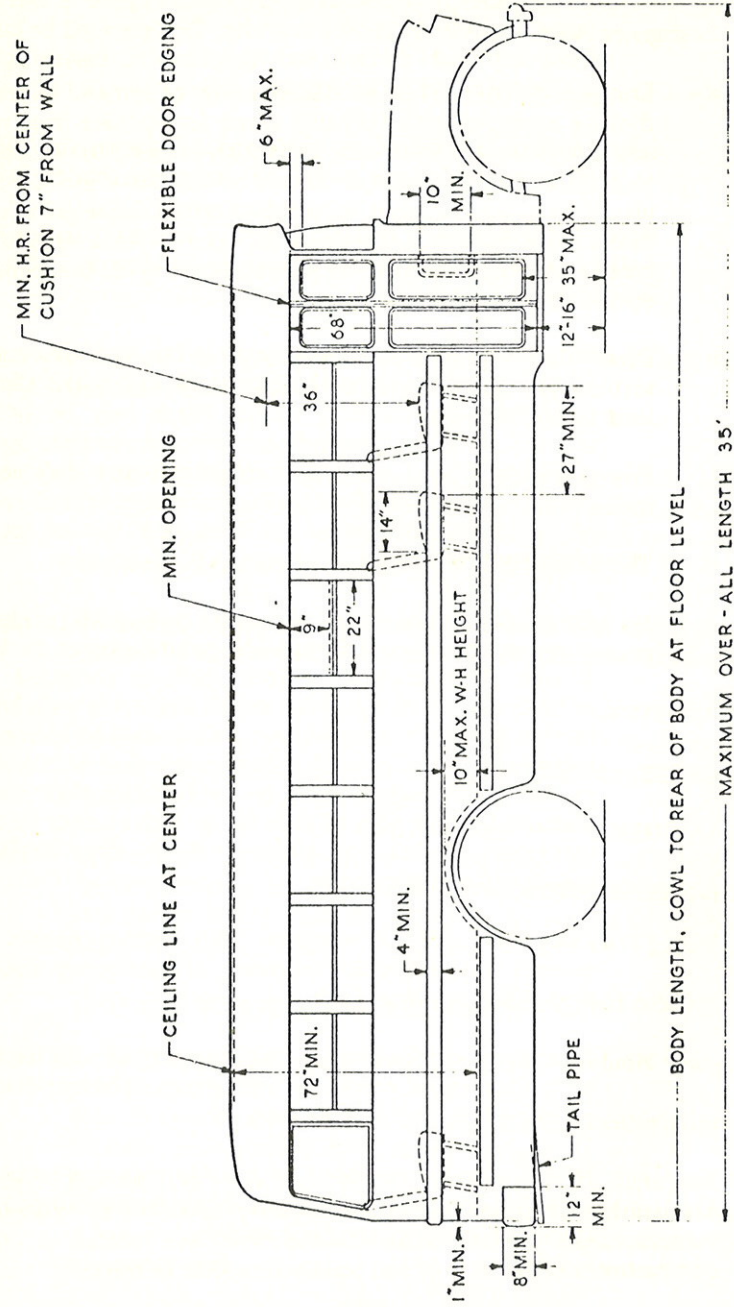 MIN. H.R. FROM CENTER OF
CUSHION 7" FROM WALL
FLEXIBLE DOOR EDGING
6" MAX.
MIN. OPENING
CEILING LINE AT CENTER
10"
MIN.
68"
36"
9"
22"
14"
72" MIN.
4" MIN.
10" MAX. W-H HEIGHT
27" MIN.
12"-16"
35" MAX.
1" MIN.
8" MIN.
12"
MIN.
TAIL PIPE
BODY LENGTH, COWL TO REAR OF BODY AT FLOOR LEVEL
MAXIMUM OVER-ALL LENGTH 35'